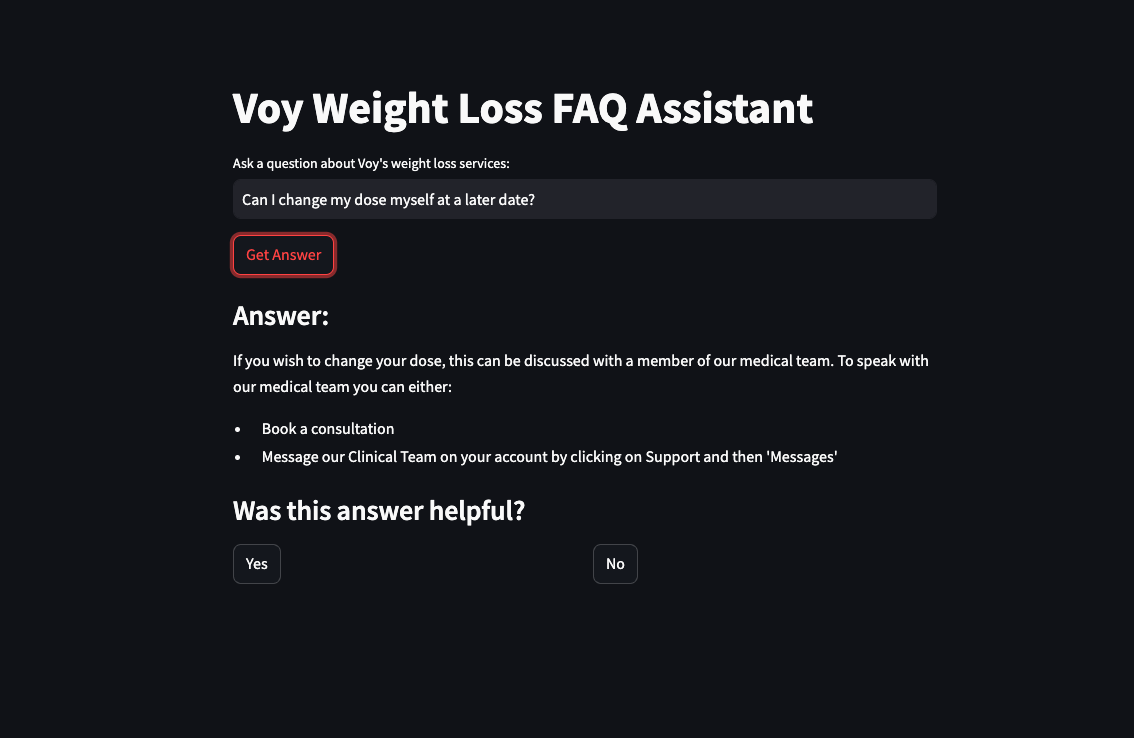 Voy Weight Loss FAQ Assistant
Ask a question about Voy's weight loss services:
Can I change my dose myself at a later date?
Get Answer
Answer:
If you wish to change your dose, this can be discussed with a member of our medical team. To speak with
our medical team you can either:
• Book a consultation
• Message our Clinical Team on your account by clicking on Support and then 'Messages'
Was this answer helpful?
Yes No